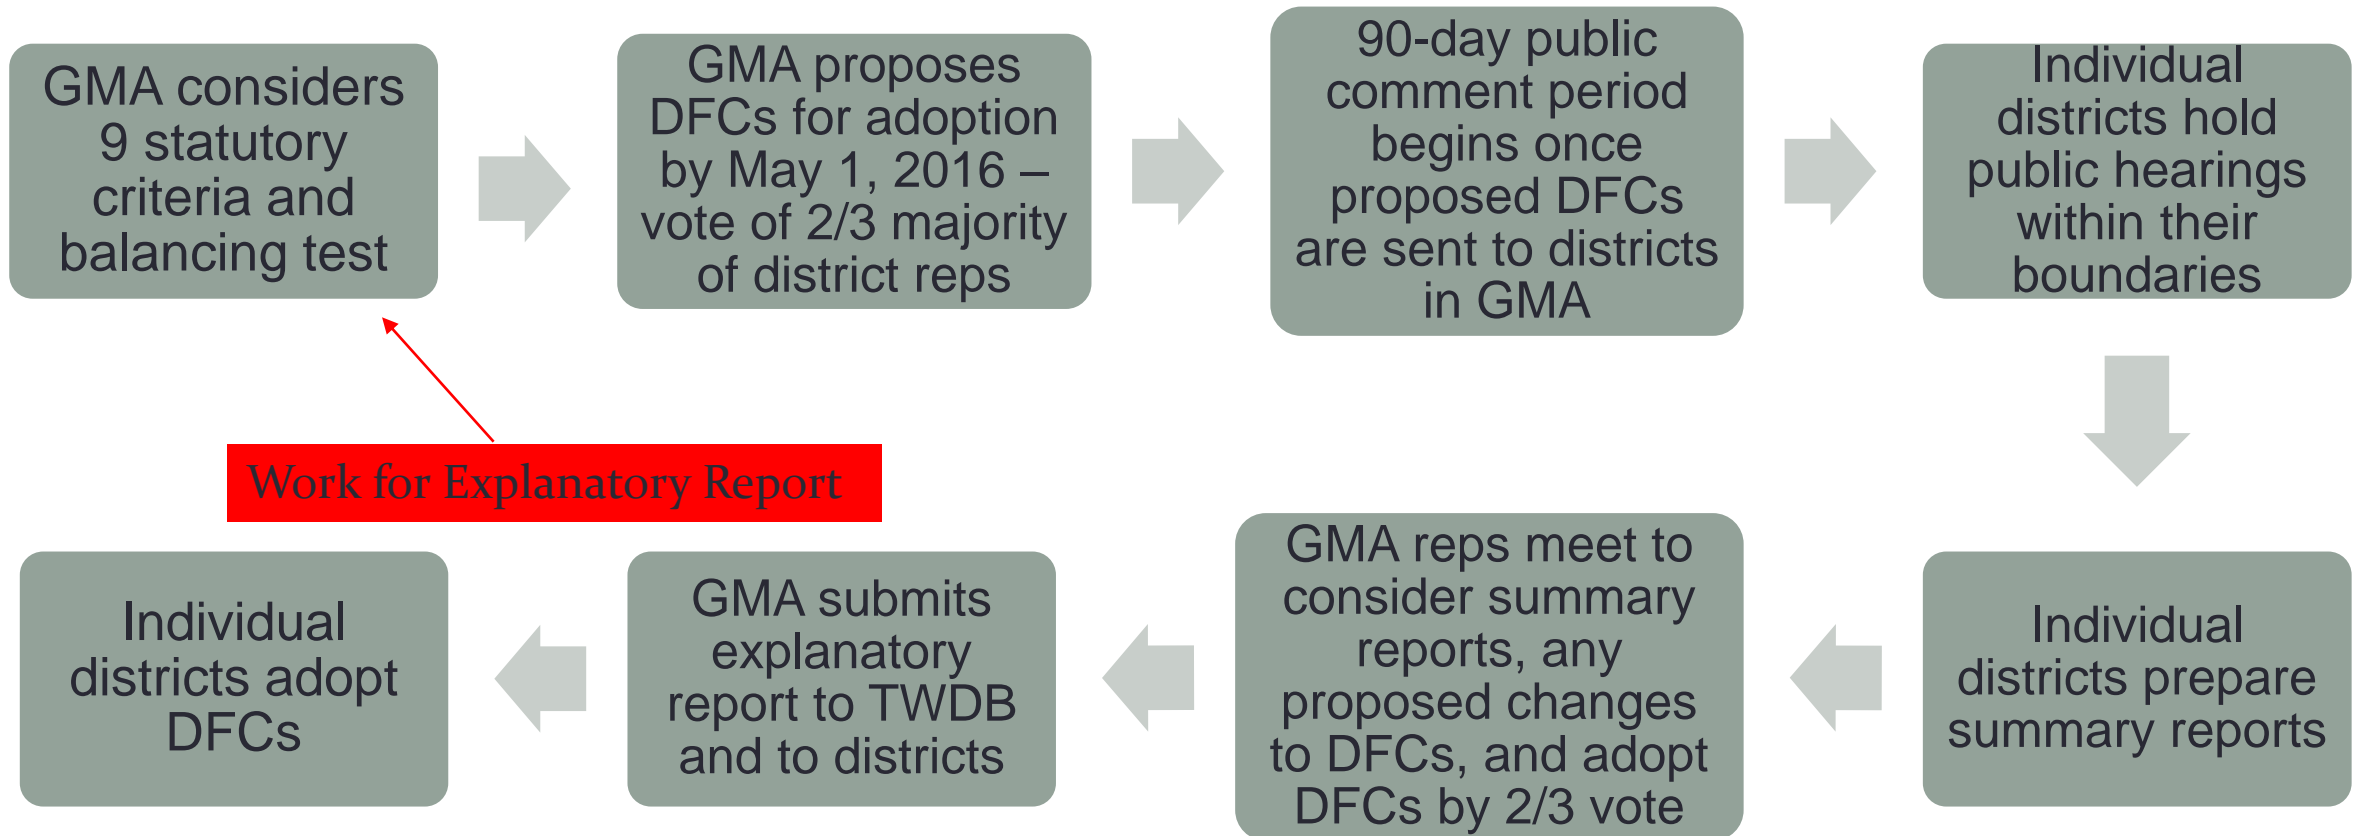 GMA considers
9 statutory
criteria and
balancing test
GMA proposes
DFCs for adoption
by May 1, 2016 –
vote of 2/3 majority
of district reps
90-day public
comment period
begins once
proposed DFCs
are sent to districts
in GMA
Individual
districts hold
public hearings
within their
boundaries
Work for Explanatory Report
Individual
districts prepare
summary reports
GMA reps meet to
consider summary
reports, any
proposed changes
to DFCs, and adopt
DFCs by 2/3 vote
GMA submits
explanatory
report to TWDB
and to districts
Individual
districts adopt
DFCs